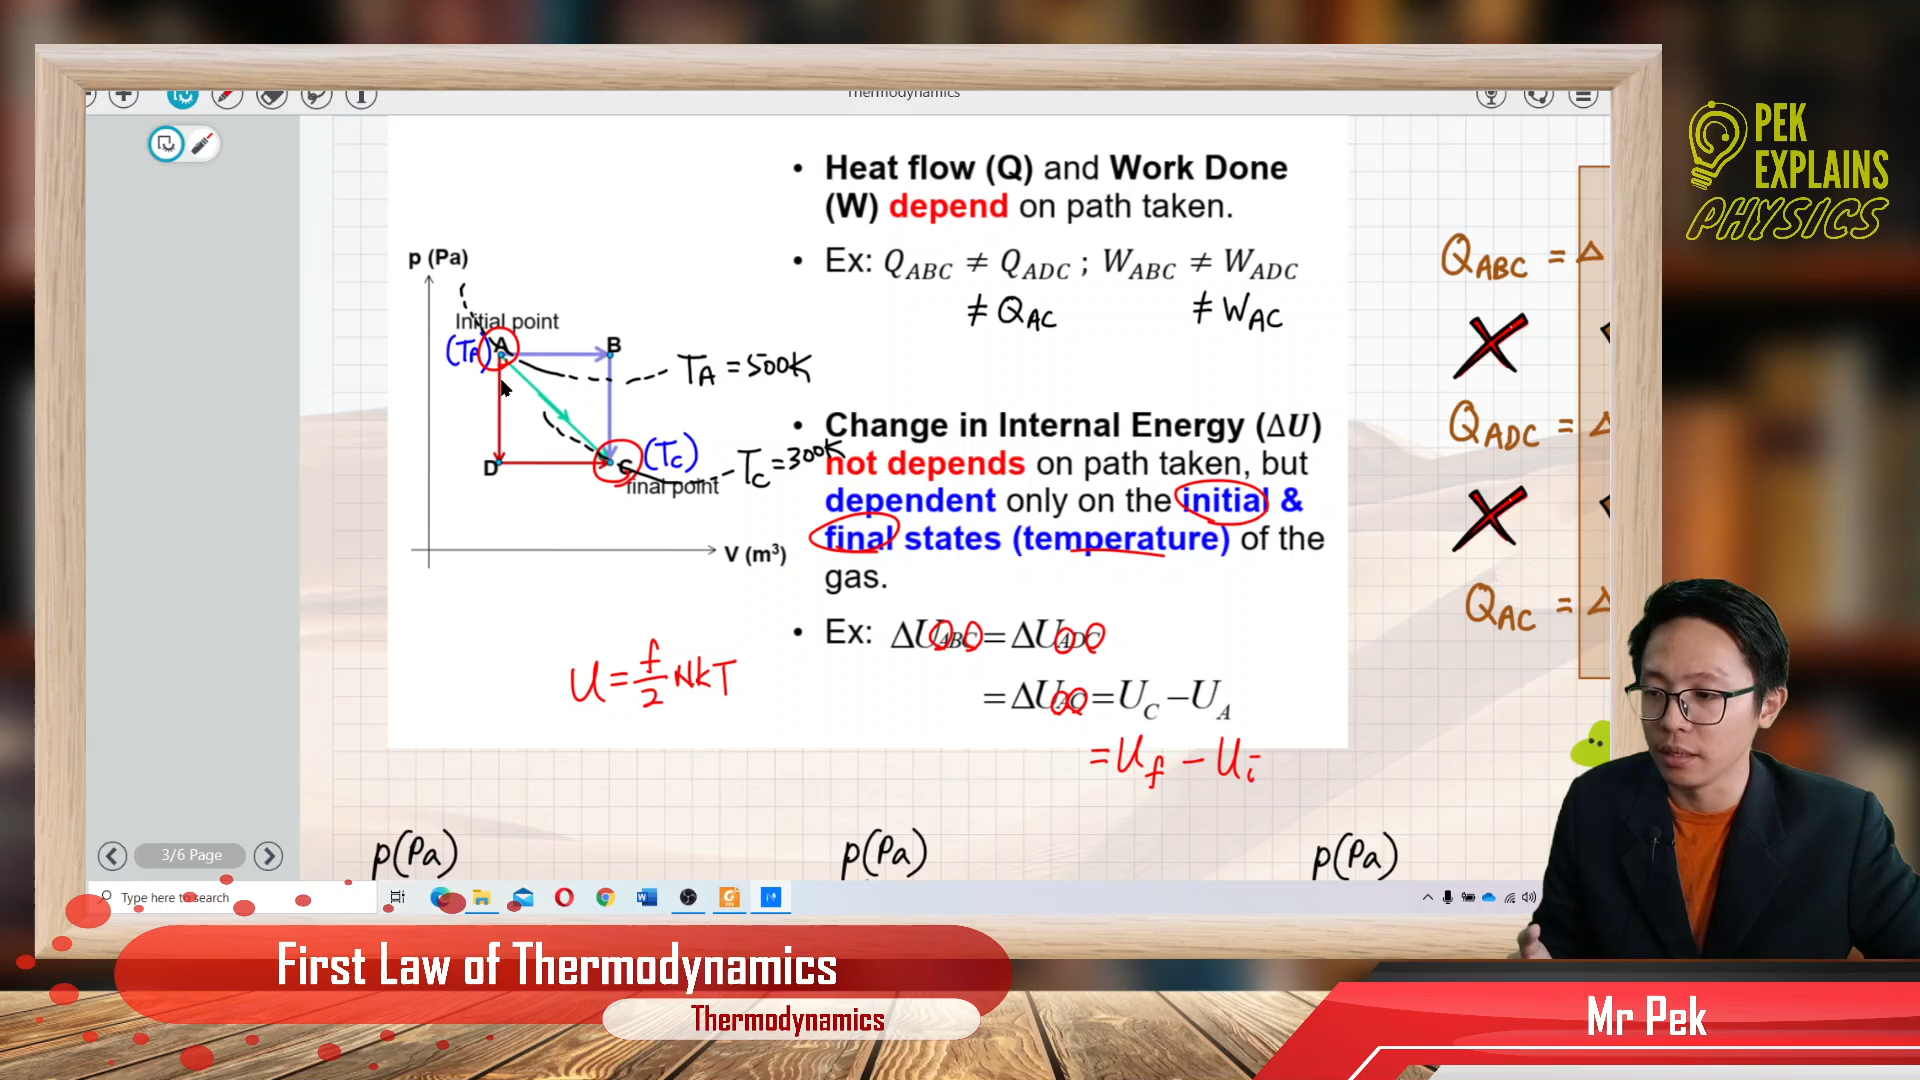 Thermodynamics
• Heat flow (Q) and Work Done
(W) depend on path taken.
• Ex: Q_ABC ≠ Q_ADC ; W_ABC ≠ W_ADC
≠ Q_AC ≠ W_AC
p (Pa)
Initial point
(T_A) A B
T_A = 500K
D C (T_C)
T_C = 300K
final point
V (m³)
• Change in Internal Energy (ΔU)
not depends on path taken, but
dependent only on the initial &
final states (temperature) of the
gas.
• Ex: ΔU_ABC = ΔU_ADC
= ΔU_AC = U_C − U_A
= U_f − U_i
U = f/2 NkT
Q_ABC = Δ
Q_ADC = Δ
Q_AC = Δ
p(Pa) p(Pa) p(Pa)
3/6 Page
Type here to search
PEK
EXPLAINS
PHYSICS
First Law of Thermodynamics
Thermodynamics
Mr Pek